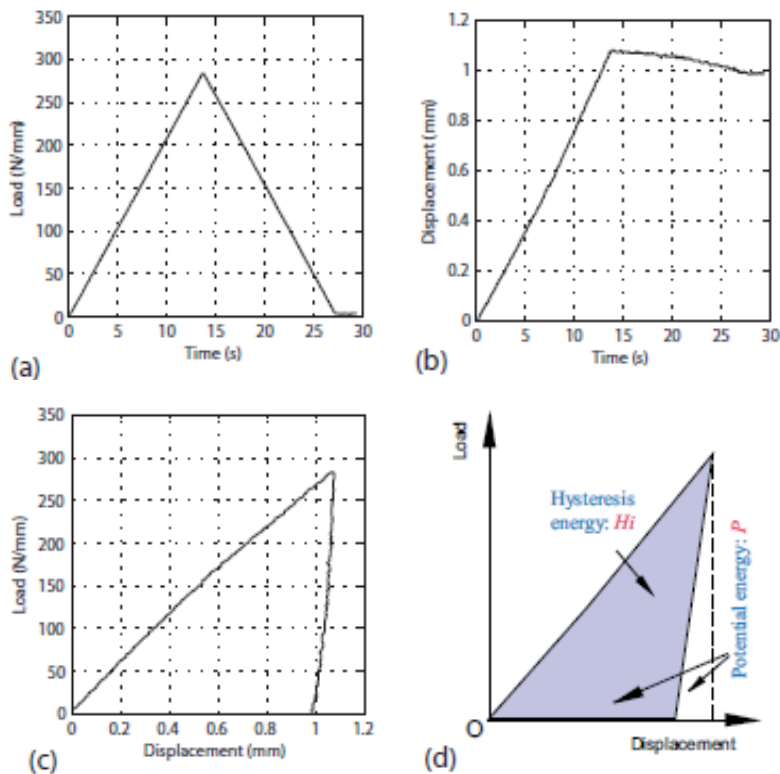 350
300
250
200
150
100
50
0
Load (N/mm)
0 5 10 15 20 25 30
Time (s)
(a)
1.2
1
0.8
0.6
0.4
0.2
0
Displacement (mm)
0 5 10 15 20 25 30
Time (s)
(b)
350
300
250
200
150
100
50
0
Load (N/mm)
0 0.2 0.4 0.6 0.8 1 1.2
Displacement (mm)
(c)
Load
Hysteresis
energy: Hi
Potential energy: P
O
Displacement
(d)